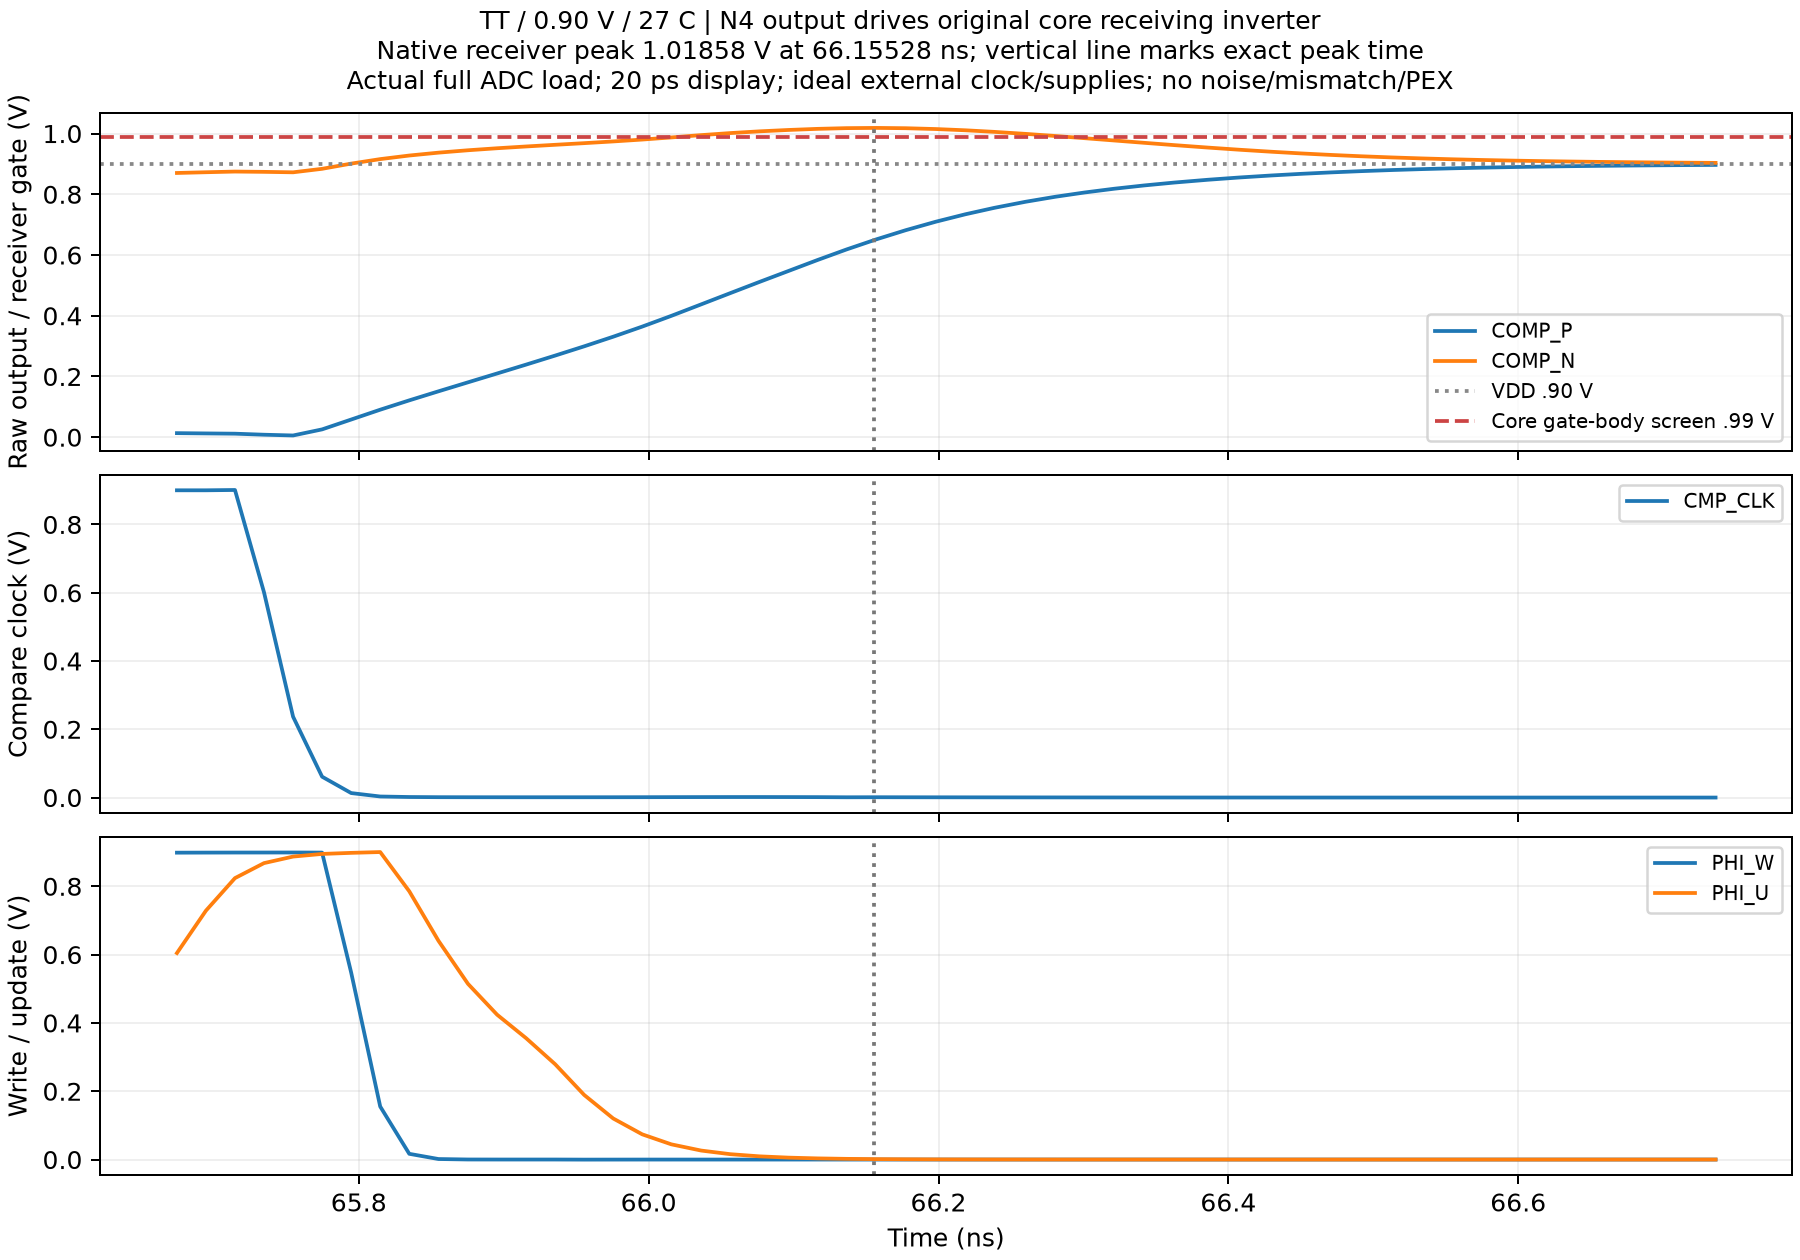 TT / 0.90 V / 27 C | N4 output drives original core receiving inverter
Native receiver peak 1.01858 V at 66.15528 ns; vertical line marks exact peak time
Actual full ADC load; 20 ps display; ideal external clock/supplies; no noise/mismatch/PEX
Raw output / receiver gate (V)
1.0
0.8
0.6
0.4
0.2
0.0
COMP_P
COMP_N
VDD .90 V
Core gate-body screen .99 V
Compare clock (V)
0.8
0.6
0.4
0.2
0.0
CMP_CLK
Write / update (V)
0.8
0.6
0.4
0.2
0.0
PHI_W
PHI_U
65.8
66.0
66.2
66.4
66.6
Time (ns)